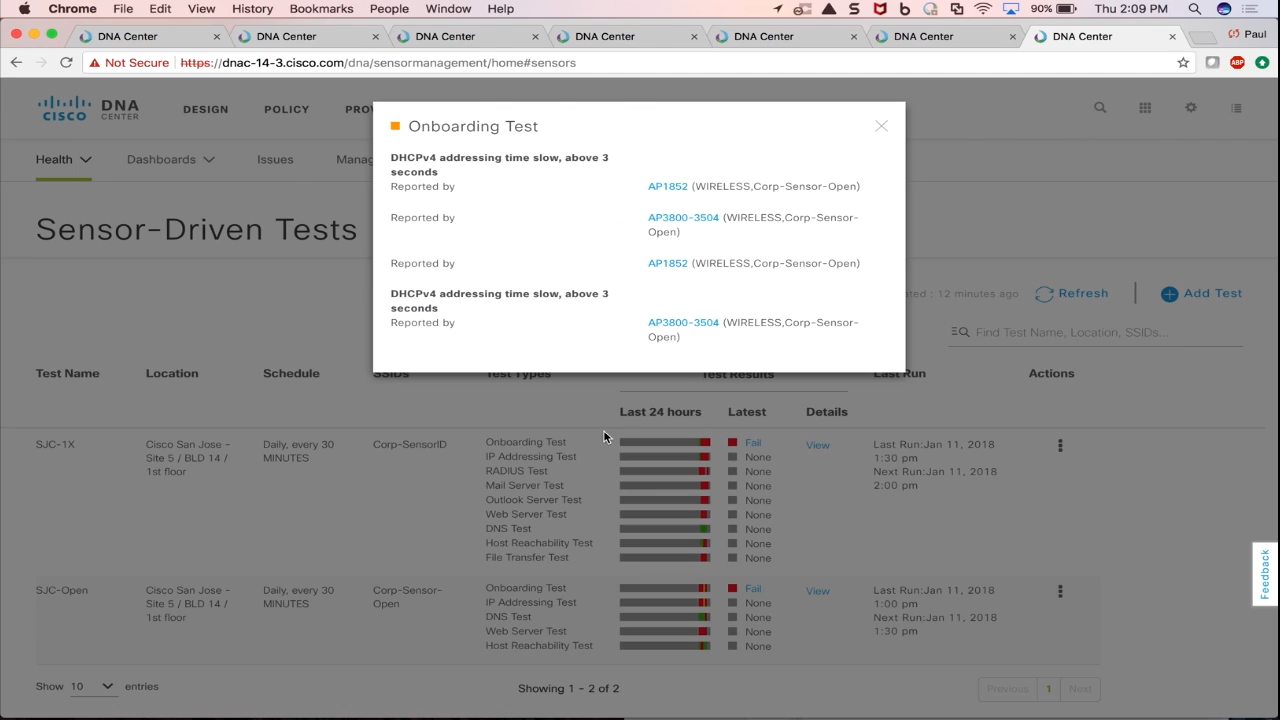 Chrome File Edit View History Bookmarks People Window Help 90% Thu 2:09 PM
DNA Center DNA Center DNA Center DNA Center DNA Center DNA Center DNA Center Paul
Not Secure https://dnac-14-3.cisco.com/dna/sensormanagement/home#sensors ABP
CISCO DNA CENTER DESIGN POLICY PRO
Health Dashboards Issues Manag
Sensor-Driven Tests
Onboarding Test
DHCPv4 addressing time slow, above 3
seconds
Reported by AP1852 (WIRELESS,Corp-Sensor-Open)
Reported by AP3800-3504 (WIRELESS,Corp-Sensor-
Open)
Reported by AP1852 (WIRELESS,Corp-Sensor-Open)
DHCPv4 addressing time slow, above 3
seconds
Reported by AP3800-3504 (WIRELESS,Corp-Sensor-
Open)
ted : 12 minutes ago Refresh Add Test
Find Test Name, Location, SSIDs...
Test Name Location Schedule SSIDs Test Types Test Results Last Run Actions
Last 24 hours Latest Details
SJC-1X
Cisco San Jose -
Site 5 / BLD 14 /
1st floor
Daily, every 30
MINUTES
Corp-SensorID
Onboarding Test Fail
IP Addressing Test None
RADIUS Test None
Mail Server Test None
Outlook Server Test None
Web Server Test None
DNS Test None
Host Reachability Test None
File Transfer Test None
View
Last Run:Jan 11, 2018
1:30 pm
Next Run:Jan 11, 2018
2:00 pm
SJC-Open
Cisco San Jose -
Site 5 / BLD 14 /
1st floor
Daily, every 30
MINUTES
Corp-Sensor-
Open
Onboarding Test Fail
IP Addressing Test None
DNS Test None
Web Server Test None
Host Reachability Test None
View
Last Run:Jan 11, 2018
1:00 pm
Next Run:Jan 11, 2018
1:30 pm
Feedback
Show 10 entries Showing 1 - 2 of 2 Previous 1 Next